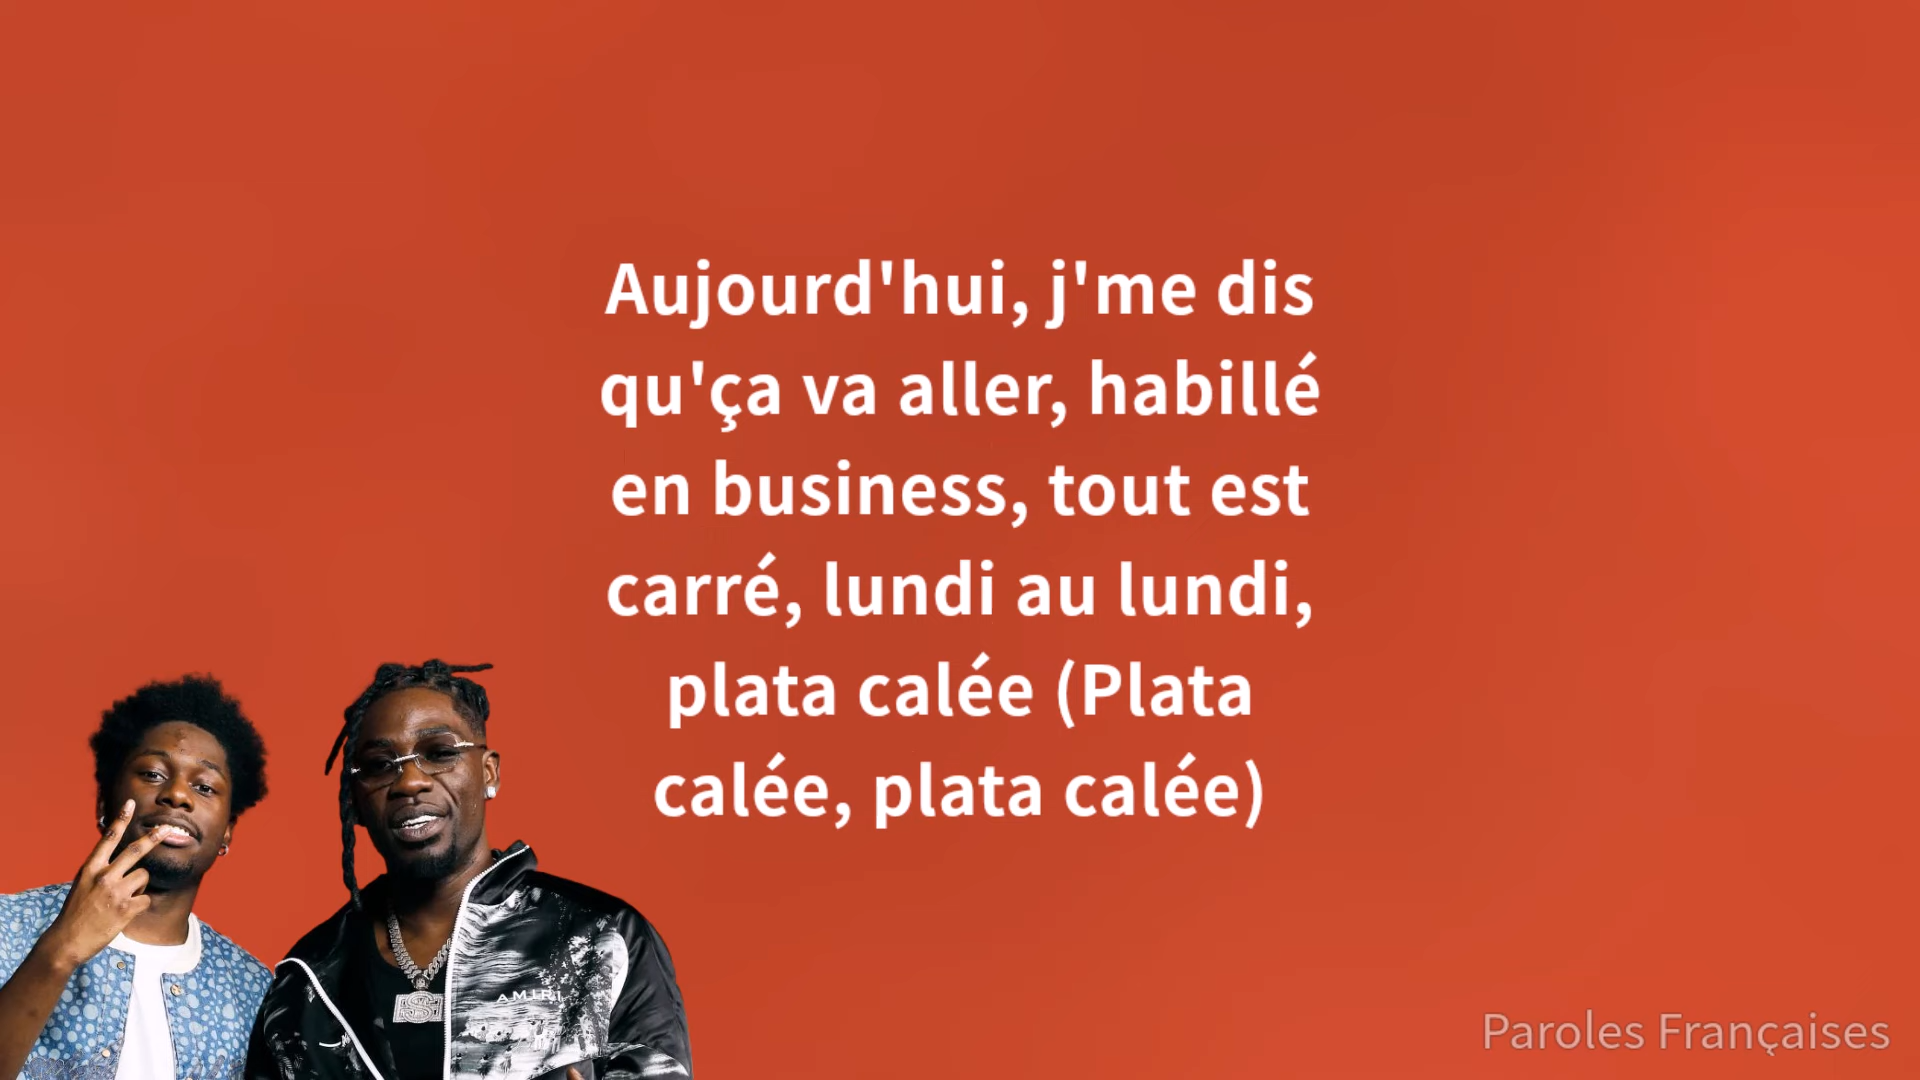 Aujourd'hui, j'me dis
qu'ça va aller, habillé
en business, tout est
carré, lundi au lundi,
plata calée (Plata
calée, plata calée)
AMIRI
Paroles Françaises